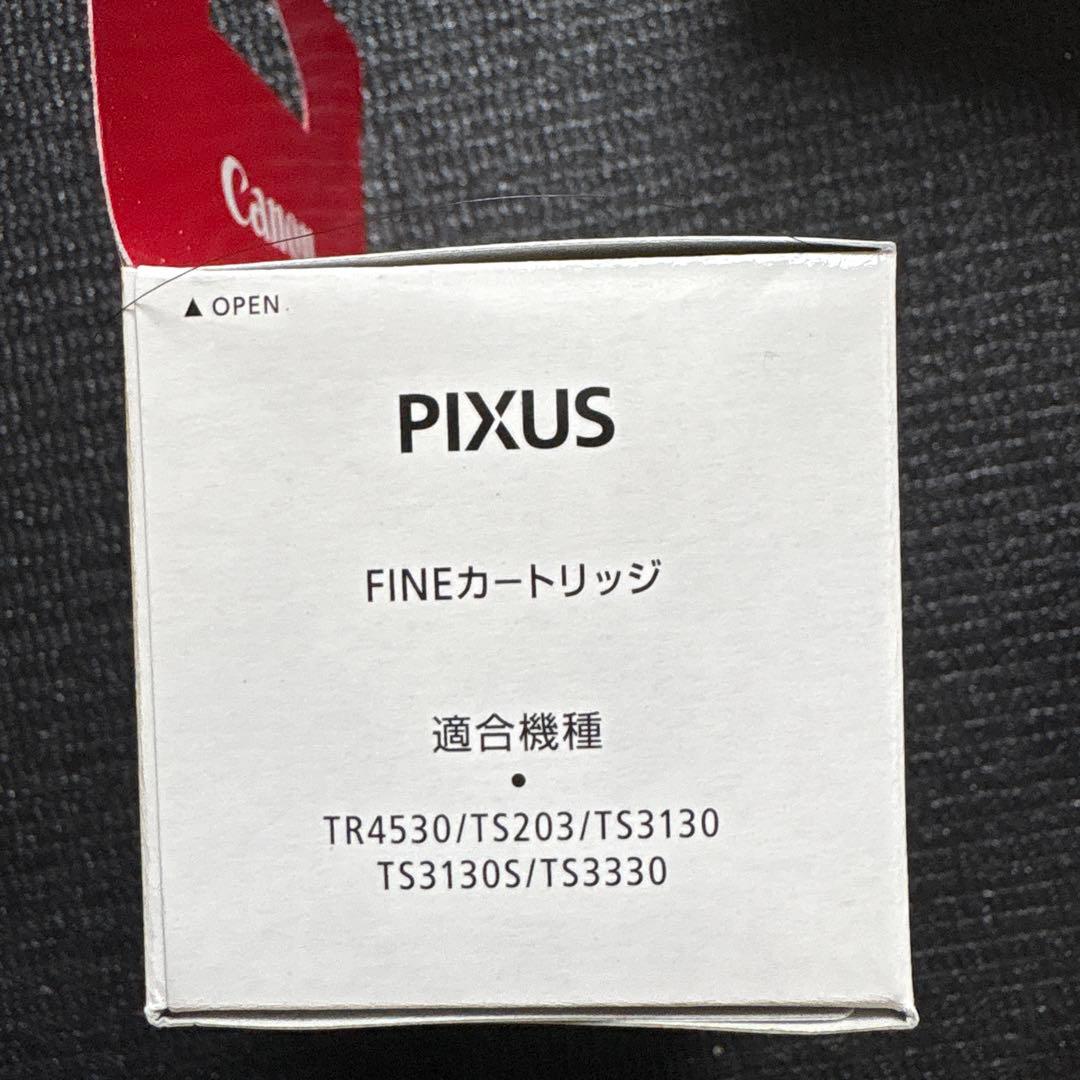 Canon
▲ OPEN
PIXUS
FINEカートリッジ
適合機種
●
TR4530/TS203/TS3130
TS3130S/TS3330